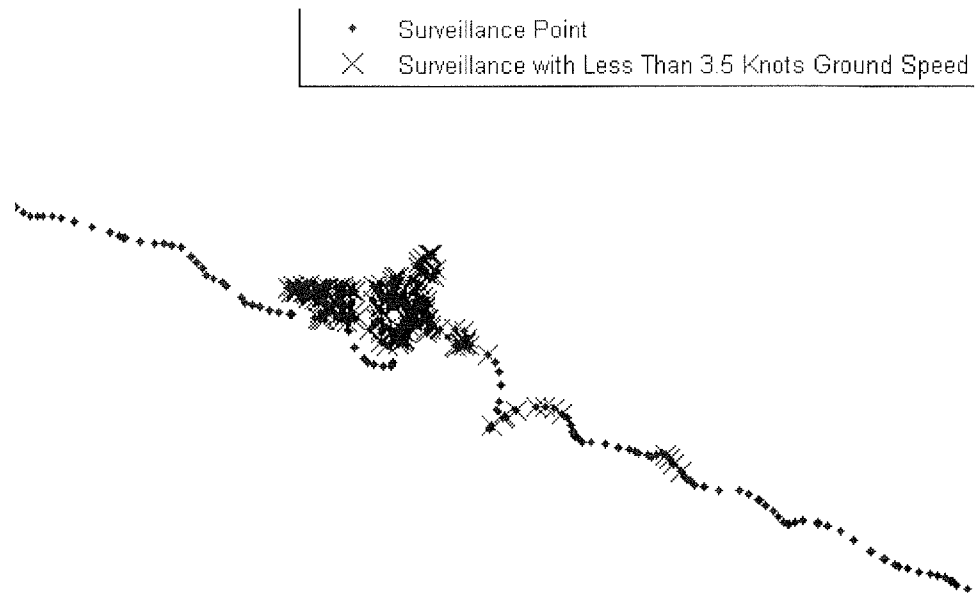 Surveillance Point
Surveillance with Less Than 3.5 Knots Ground Speed